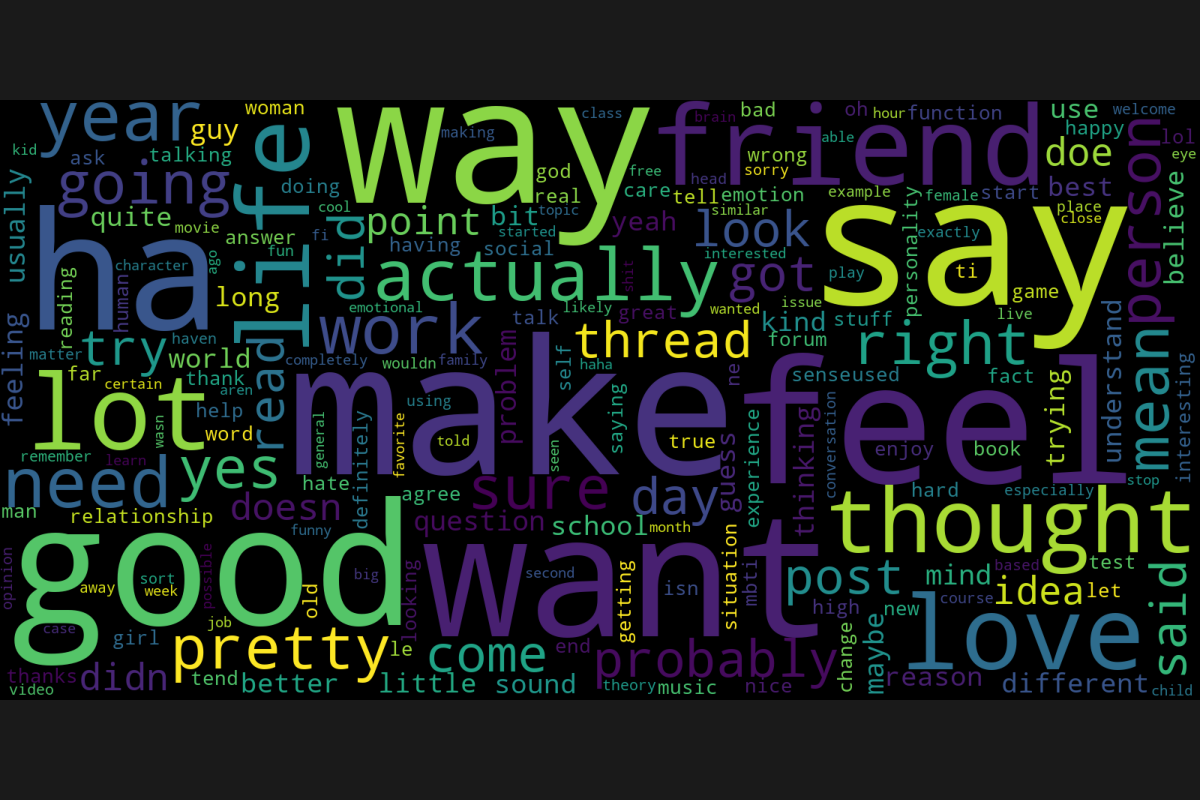 year
guy
woman
way
making
class
friend
brain
bad
oh
hour
function
use
welcome
happy
lol
kid
ask
talking
going
life
doing
god
real
free
care
wrong
sorry
head
able
tell
emotion
example
female
start
best
doe
place
close
person
eye
believe
usually
quite
movie
cool
did
point
bit
topic
started
yeah
similar
look
say
personality
exactly
ha
answer
fun
fi
having
social
interested
character
ago
human
reading
long
actually
shit
got
play
ti
game
live
feeling
try
haven
world
matter
emotional
work
talk
likely
great
wanted
issue
kind
stuff
forum
thread
right
understand
mean
interesting
far
certain
thank
aren
read
completely
wouldn
family
problem
self
haha
ne
senseused
fact
trying
lot
wasn
help
word
make
using
saying
feel
general
definitely
favorite
told
seen
true
guess
experience
thinking
conversation
enjoy
book
remember
learn
need
yes
hate
agree
sure
day
hard
especially
stop
man
relationship
doesn
funny
question
school
month
thought
opinion
good
possible
big
want
second
isn
situation
mbti
post
mind
based
test
away
sort
week
old
looking
getting
high
new
course
idea
let
said
case
girl
job
pretty
le
come
end
probably
change
maybe
love
thanks
didn
tend
better
little
sound
theory
music
nice
reason
different
child
video